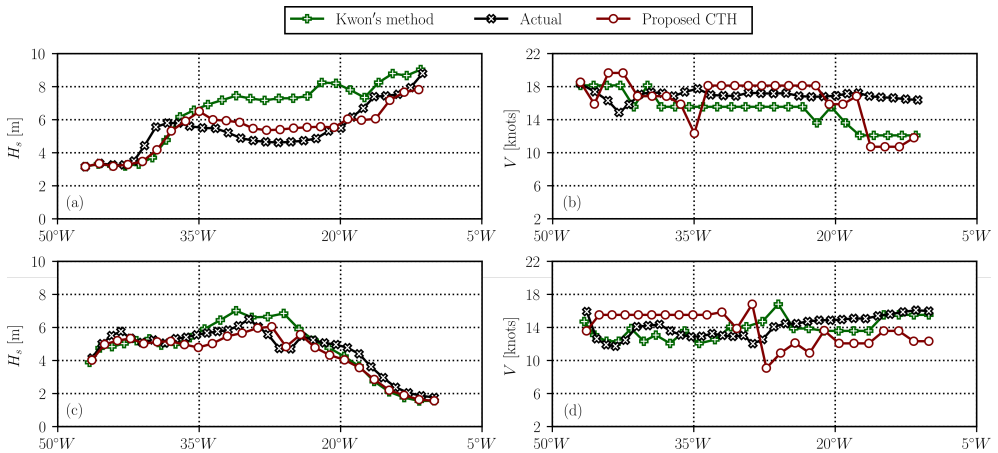 Kwon's method Actual Proposed CTH
10 8 6 4 2 0
H_s [m]
(a)
50°W 35°W 20°W 5°W
22 18 14 10 6 2
V [knots]
(b)
50°W 35°W 20°W 5°W
10 8 6 4 2 0
H_s [m]
(c)
50°W 35°W 20°W 5°W
22 18 14 10 6 2
V [knots]
(d)
50°W 35°W 20°W 5°W